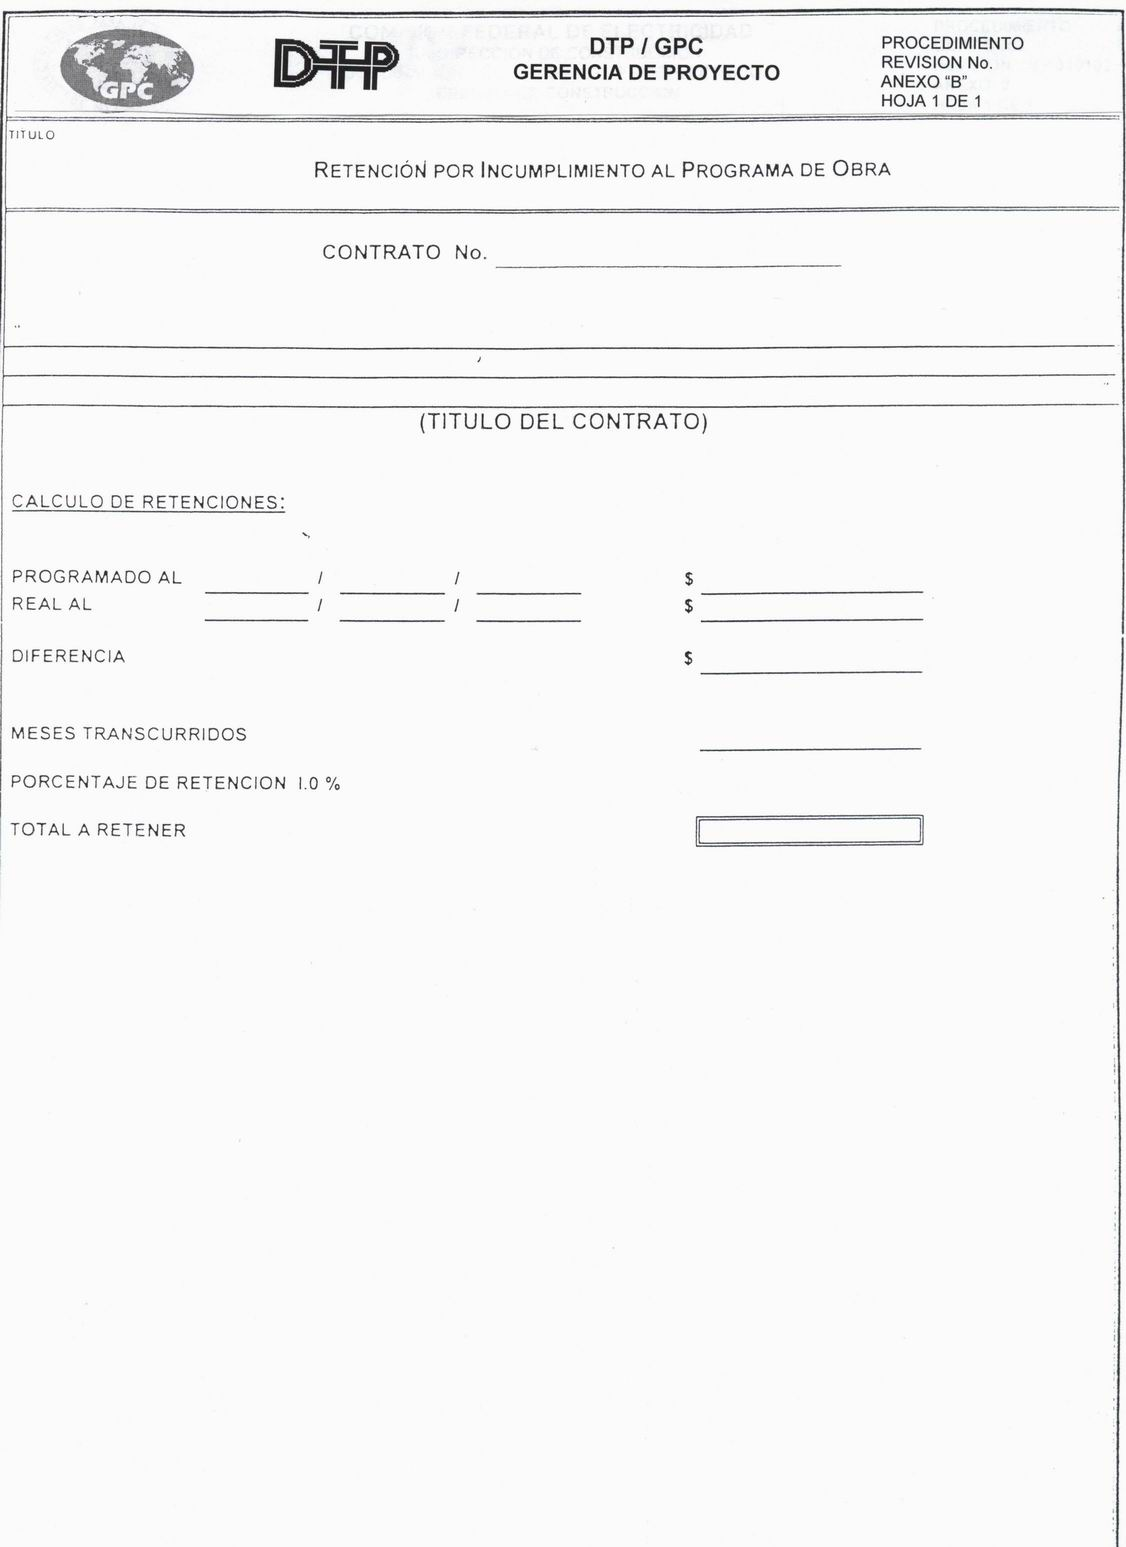 GPC
DTP
DTP / GPC
GERENCIA DE PROYECTO
PROCEDIMIENTO
REVISION No.
ANEXO "B"
HOJA 1 DE 1
TITULO
RETENCIÓN POR INCUMPLIMIENTO AL PROGRAMA DE OBRA
CONTRATO No.
(TITULO DEL CONTRATO)
CALCULO DE RETENCIONES:
PROGRAMADO AL / / $
REAL AL / / $
DIFERENCIA $
MESES TRANSCURRIDOS
PORCENTAJE DE RETENCION 1.0 %
TOTAL A RETENER